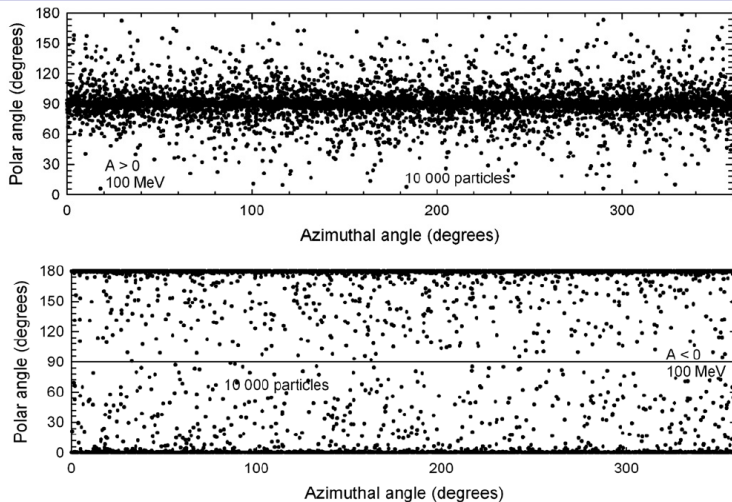 180
150
120
90
60
30
0
Polar angle (degrees)
A > 0
100 MeV
10 000 particles
0
100
200
300
Azimuthal angle (degrees)
180
150
120
90
60
30
0
Polar angle (degrees)
A < 0
100 MeV
10 000 particles
0
100
200
300
Azimuthal angle (degrees)